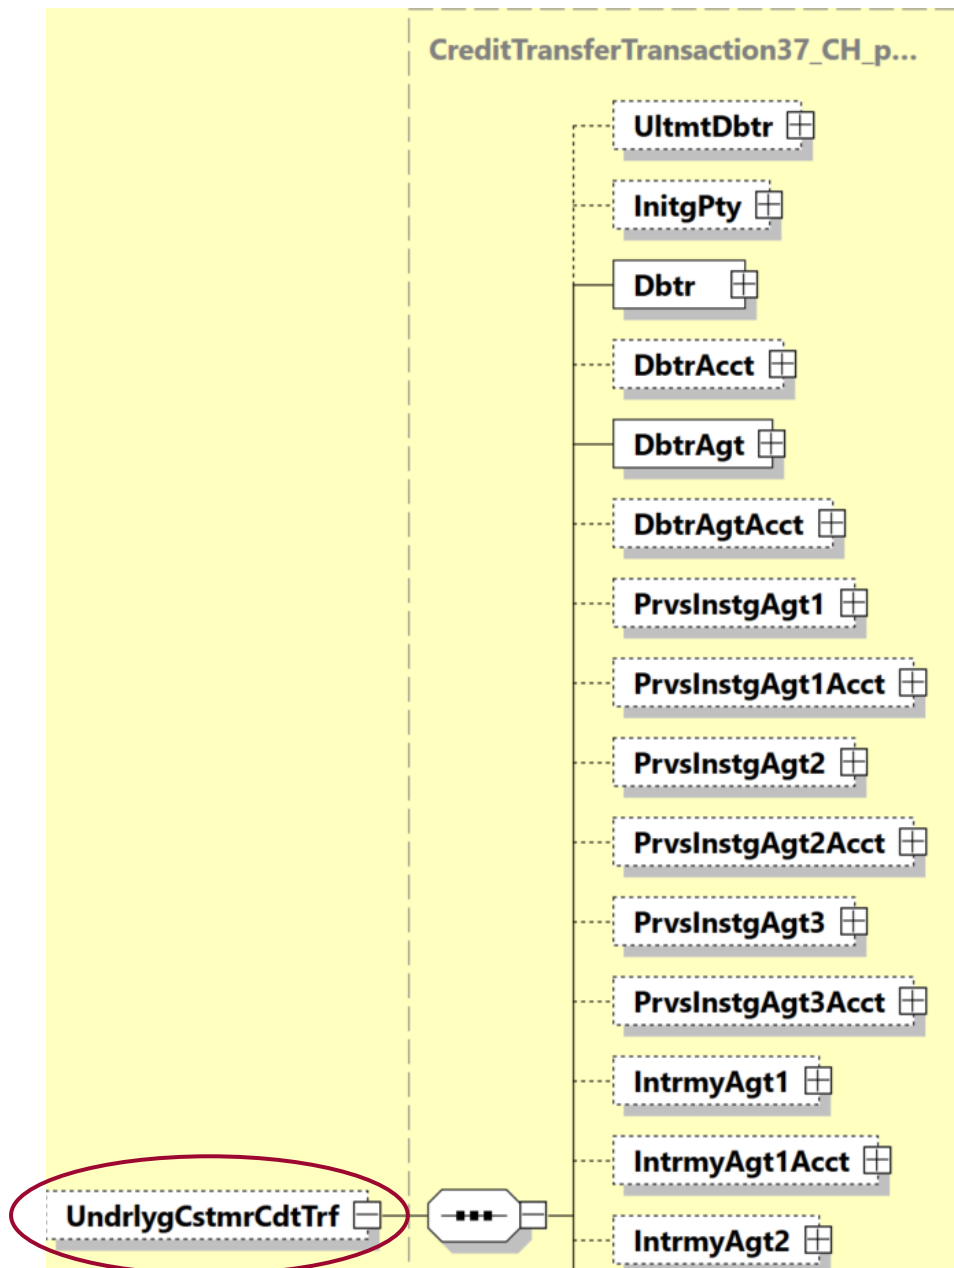 CreditTransferTransaction37_CH_p...
UltmtDbtr
InitgPty
Dbtr
DbtrAcct
DbtrAgt
DbtrAgtAcct
PrvsInstgAgt1
PrvsInstgAgt1Acct
PrvsInstgAgt2
PrvsInstgAgt2Acct
PrvsInstgAgt3
PrvsInstgAgt3Acct
IntrmyAgt1
IntrmyAgt1Acct
UndrlygCstmrCdtTrf
IntrmyAgt2